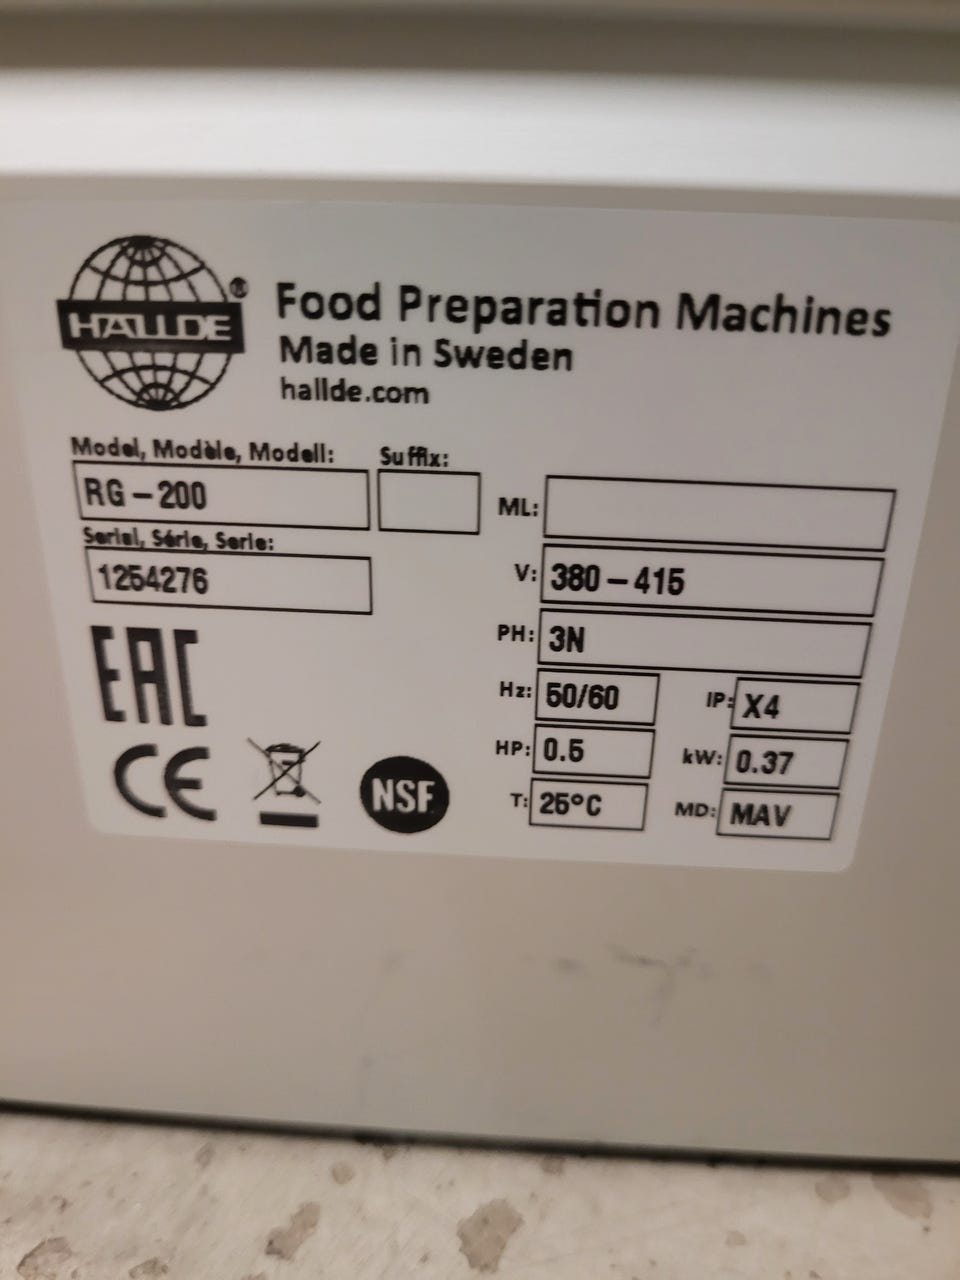 HALLDE®
Food Preparation Machines
Made in Sweden
hallde.com
Model, Modèle, Modell:
RG-200
Suffix:
Serial, Série, Serie:
1254276
ML:
V: 380-415
PH: 3N
Hz: 50/60
IP: X4
HP: 0.5
kW: 0.37
T: 25°C
MD: MAV
EAC
CE
NSF